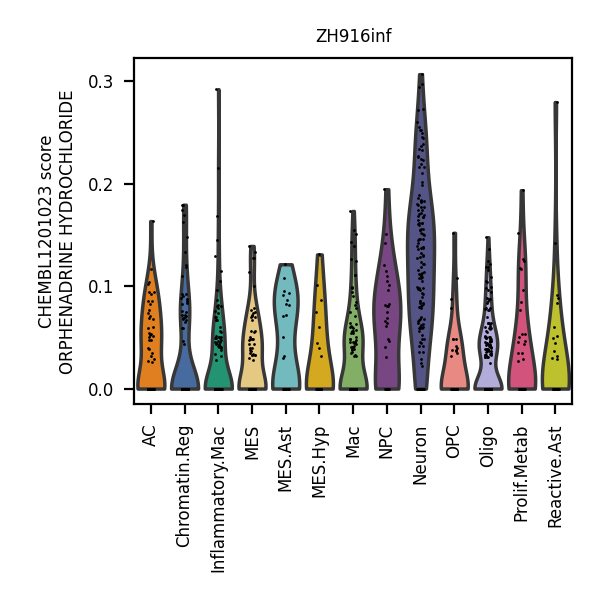 ZH916inf
CHEMBL1201023 score
ORPHENADRINE HYDROCHLORIDE
0.3
0.2
0.1
0.0
AC
Chromatin.Reg
Inflammatory.Mac
MES
MES.Ast
MES.Hyp
Mac
NPC
Neuron
OPC
Oligo
Prolif.Metab
Reactive.Ast